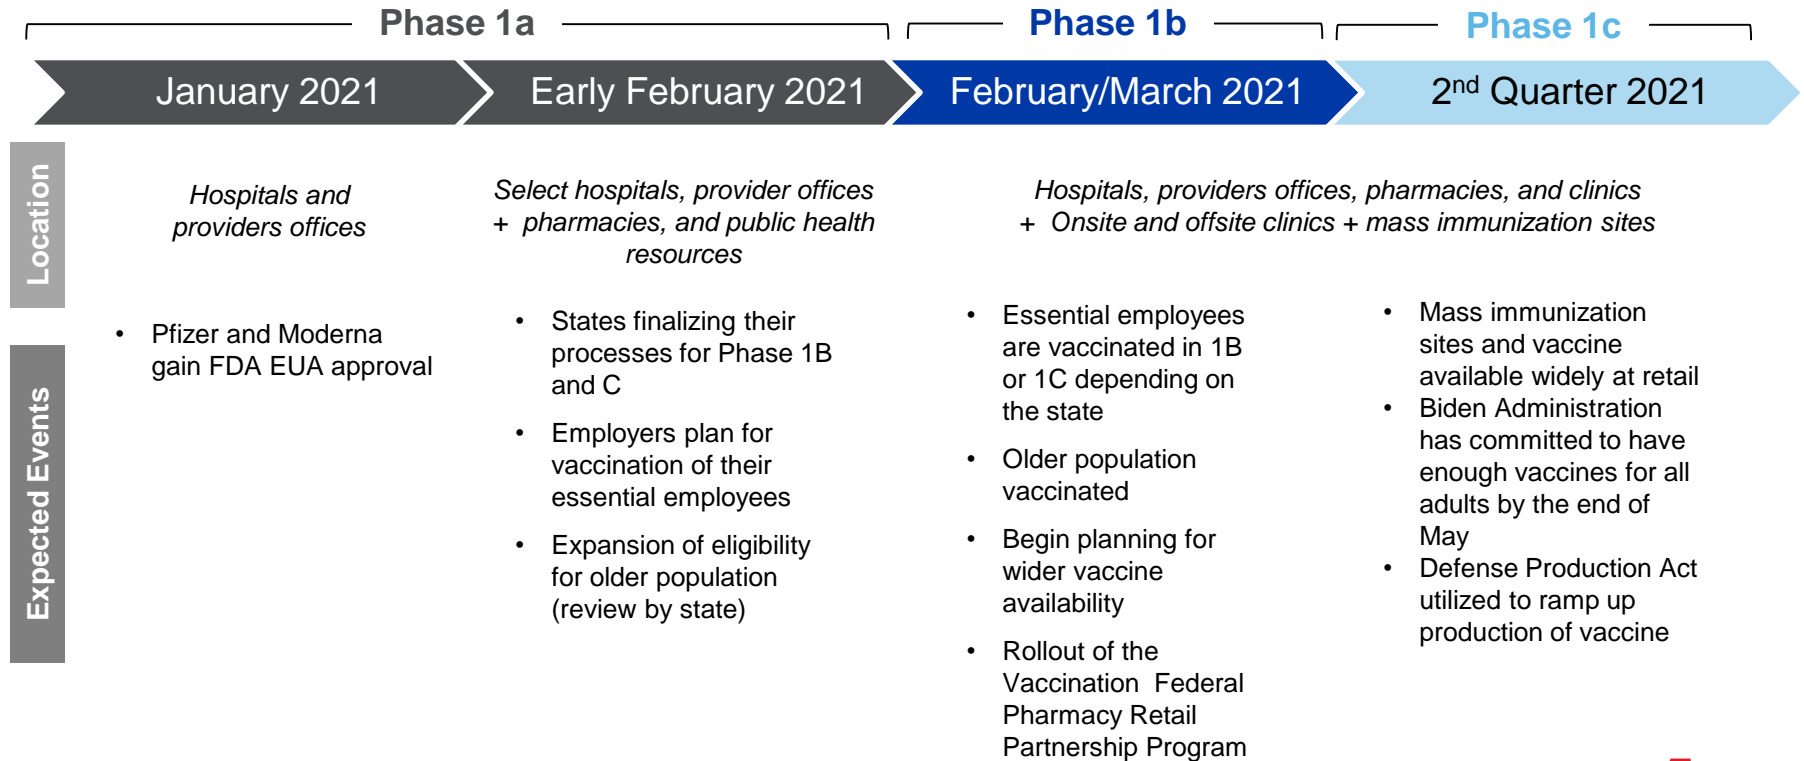 Phase 1a
Phase 1b
Phase 1c
January 2021
Early February 2021
February/March 2021
2nd Quarter 2021
Location
Hospitals and
providers offices
Select hospitals, provider offices
+  pharmacies, and public health
resources
Hospitals, providers offices, pharmacies, and clinics
+  Onsite and offsite clinics + mass immunization sites
Expected Events
• Pfizer and Moderna
gain FDA EUA approval
• States finalizing their
processes for Phase 1B
and C
• Employers plan for
vaccination of their
essential employees
• Expansion of eligibility
for older population
(review by state)
• Essential employees
are vaccinated in 1B
or 1C depending on
the state
• Older population
vaccinated
• Begin planning for
wider vaccine
availability
• Rollout of the
Vaccination  Federal
Pharmacy Retail
Partnership Program
• Mass immunization
sites and vaccine
available widely at retail
• Biden Administration
has committed to have
enough vaccines for all
adults by the end of
May
• Defense Production Act
utilized to ramp up
production of vaccine